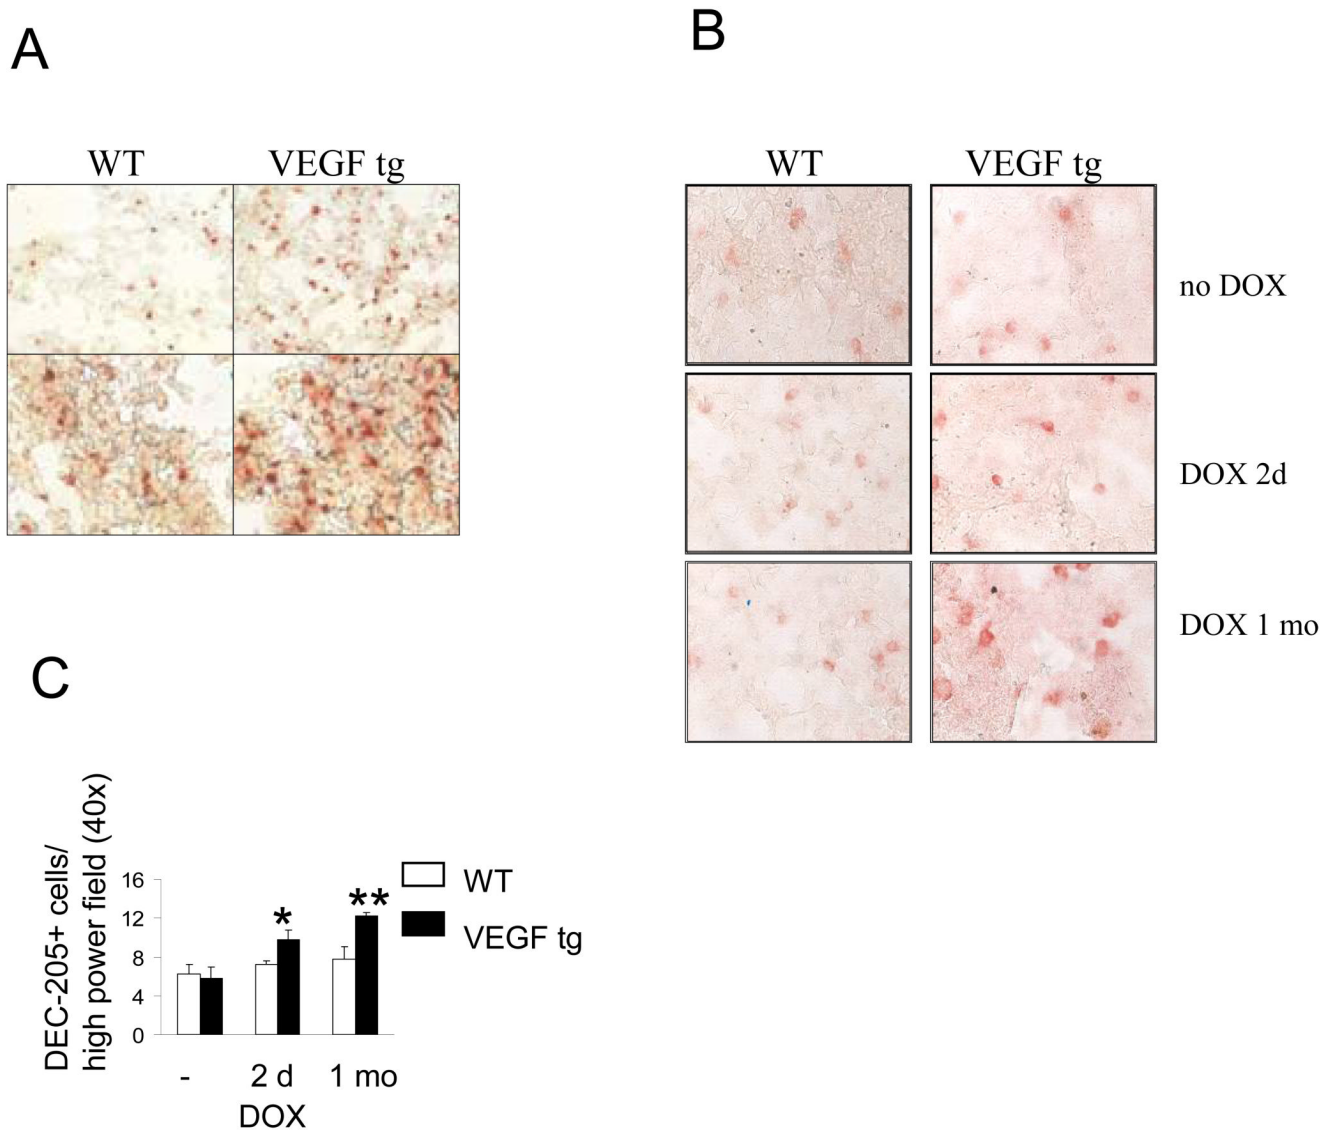 A
B
WT VEGF tg
WT VEGF tg
no DOX
DOX 2d
DOX 1 mo
C
DEC-205+ cells/
high power field (40x)
16
12
8
4
0
*
**
WT
VEGF tg
- 2 d 1 mo
DOX